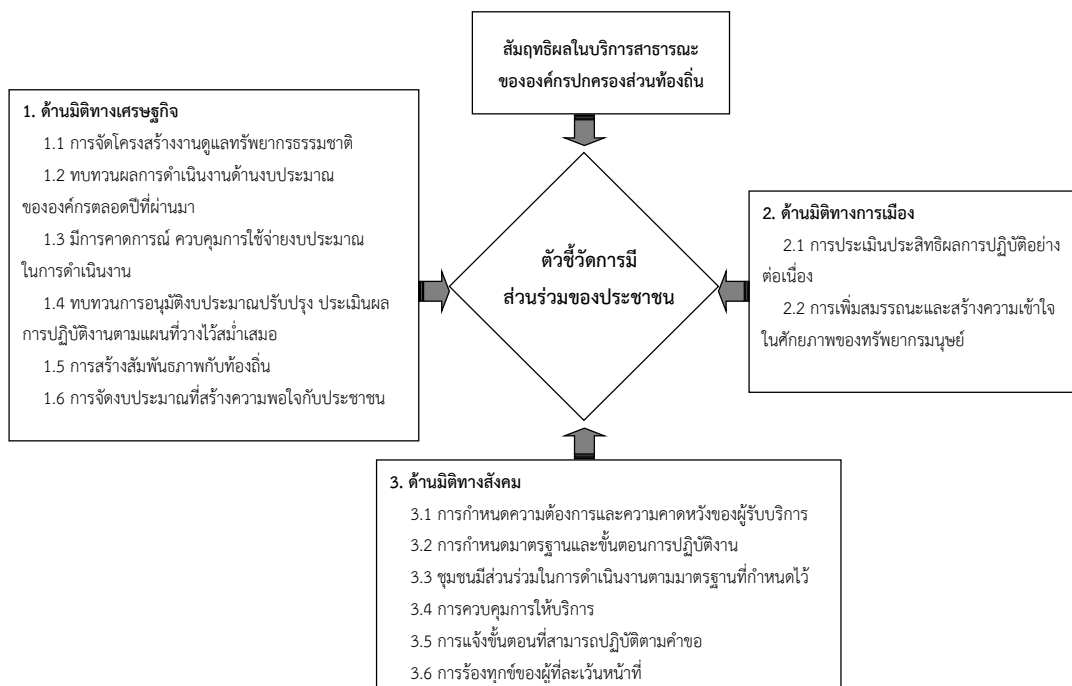 สัมฤทธิผลในบริการสาธารณะ
ขององค์กรปกครองส่วนท้องถิ่น
1. ด้านมิติทางเศรษฐกิจ
1.1 การจัดโครงสร้างงานดูแลทรัพยากรธรรมชาติ
1.2 ทบทวนผลการดำเนินงานด้านงบประมาณ
ขององค์กรตลอดปีที่ผ่านมา
1.3 มีการคาดการณ์ ควบคุมการใช้จ่ายงบประมาณ
ในการดำเนินงาน
1.4 ทบทวนการอนุมัติงบประมาณปรับปรุง ประเมินผล
การปฏิบัติงานตามแผนที่วางไว้สม่ำเสมอ
1.5 การสร้างสัมพันธภาพกับท้องถิ่น
1.6 การจัดงบประมาณที่สร้างความพอใจกับประชาชน
ตัวชี้วัดการมี
ส่วนร่วมของประชาชน
2. ด้านมิติทางการเมือง
2.1 การประเมินประสิทธิผลการปฏิบัติอย่าง
ต่อเนื่อง
2.2 การเพิ่มสมรรถนะและสร้างความเข้าใจ
ในศักยภาพของทรัพยากรมนุษย์
3. ด้านมิติทางสังคม
3.1 การกำหนดความต้องการและความคาดหวังของผู้รับบริการ
3.2 การกำหนดมาตรฐานและขั้นตอนการปฏิบัติงาน
3.3 ชุมชนมีส่วนร่วมในการดำเนินงานตามมาตรฐานที่กำหนดไว้
3.4 การควบคุมการให้บริการ
3.5 การแจ้งขั้นตอนที่สามารถปฏิบัติตามคำขอ
3.6 การร้องทุกข์ของผู้ที่ละเว้นหน้าที่